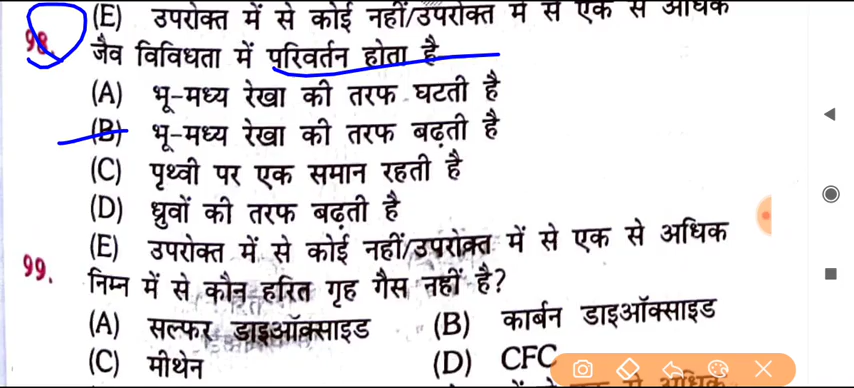 (E) उपरोक्त में से कोई नहीं/उपरोक्त में से एक से अधिक
98. जैव विविधता में परिवर्तन होता है
(A) भू-मध्य रेखा की तरफ घटती है
(B) भू-मध्य रेखा की तरफ बढ़ती है
(C) पृथ्वी पर एक समान रहती है
(D) ध्रुवों की तरफ बढ़ती है
(E) उपरोक्त में से कोई नहीं/उपरोक्त में से एक से अधिक
99. निम्न में से कौन हरित गृह गैस नहीं है?
(A) सल्फर डाइऑक्साइड (B) कार्बन डाइऑक्साइड
(C) मीथेन (D) CFC
से एक से अधिक